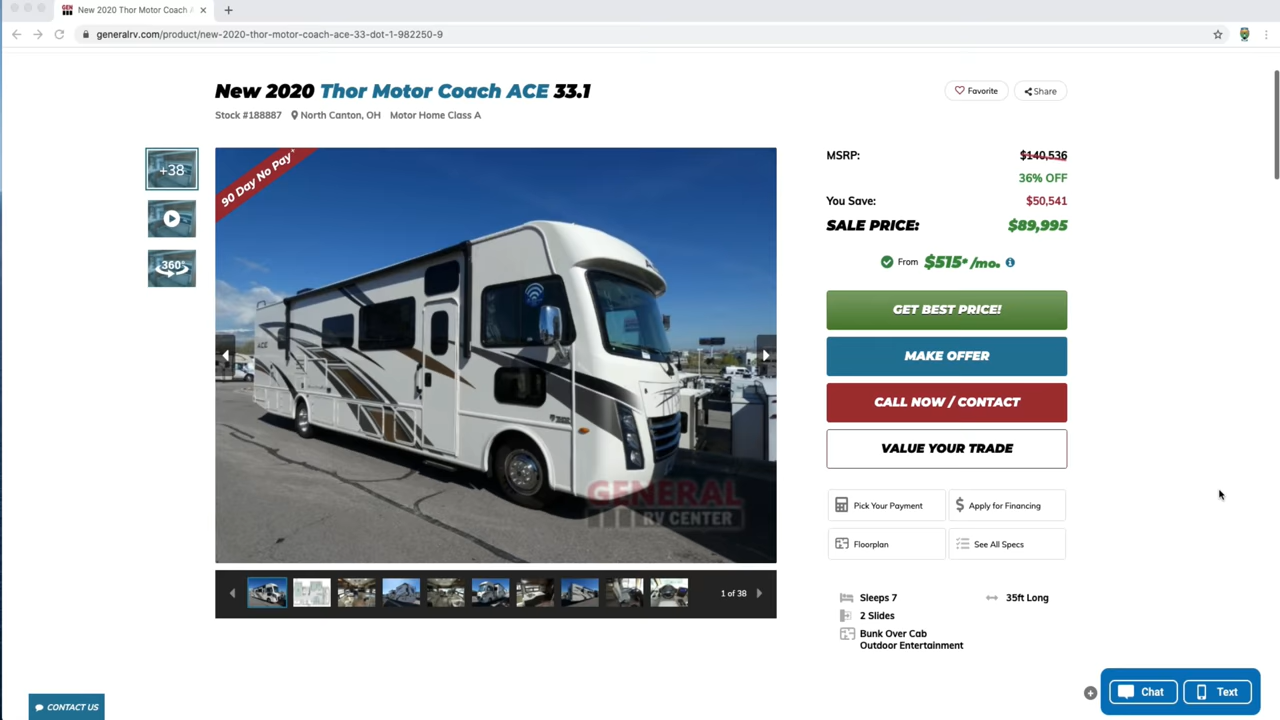 New 2020 Thor Motor Coach A
generalrv.com/product/new-2020-thor-motor-coach-ace-33-dot-1-982250-9
New 2020 Thor Motor Coach ACE 33.1
Favorite
Share
Stock #188887 North Canton, OH Motor Home Class A
+38
360°
90 Day No Pay*
GENERAL
RV CENTER
MSRP: $140,536
36% OFF
You Save: $50,541
SALE PRICE: $89,995
From $515* /mo.
GET BEST PRICE!
MAKE OFFER
CALL NOW / CONTACT
VALUE YOUR TRADE
Pick Your Payment
Apply for Financing
Floorplan
See All Specs
1 of 38
Sleeps 7
35ft Long
2 Slides
Bunk Over Cab
Outdoor Entertainment
CONTACT US
Chat
Text